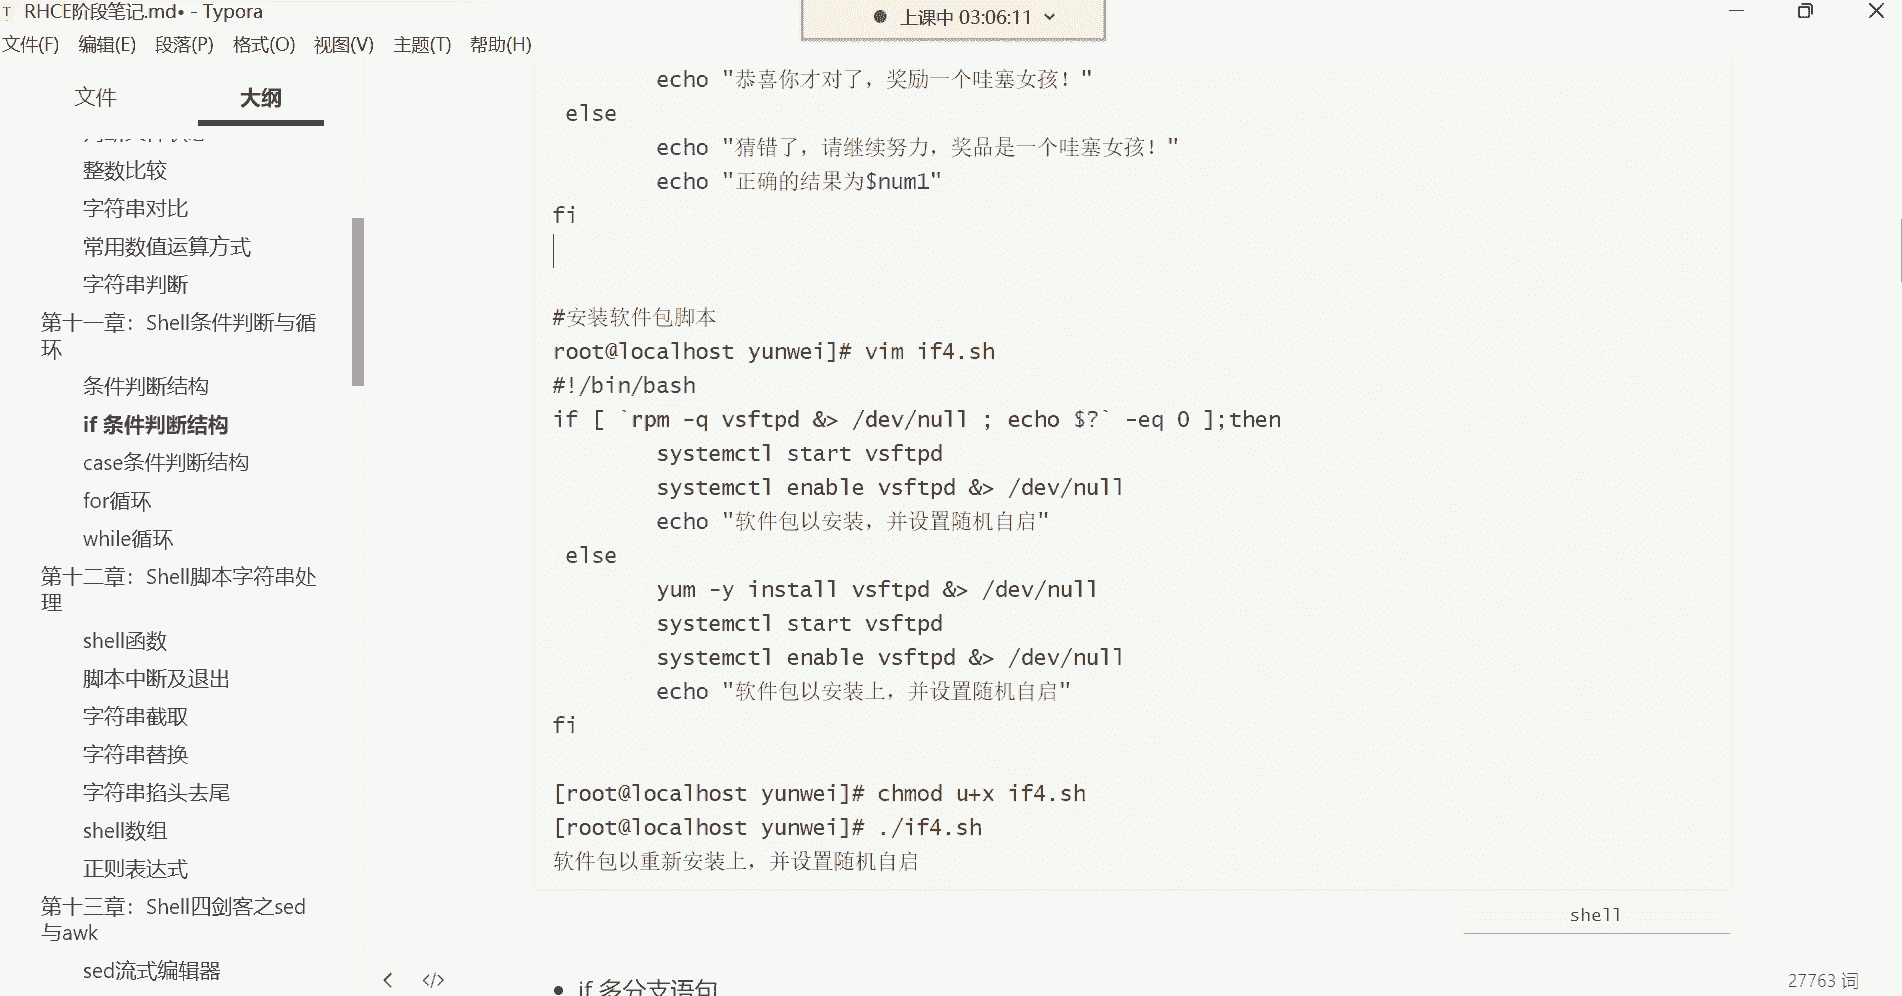 RHCE阶段笔记.md• - Typora
上课中 03:06:11
文件(F) 编辑(E) 段落(P) 格式(O) 视图(V) 主题(T) 帮助(H)
文件 大纲
整数比较
字符串对比
常用数值运算方式
字符串判断
第十一章：Shell条件判断与循
环
条件判断结构
if 条件判断结构
case条件判断结构
for循环
while循环
第十二章：Shell脚本字符串处
理
shell函数
脚本中断及退出
字符串截取
字符串替换
字符串掐头去尾
shell数组
正则表达式
第十三章：Shell四剑客之sed
与awk
sed流式编辑器
echo "恭喜你才对了，奖励一个哇塞女孩！"
else
echo "猜错了，请继续努力，奖品是一个哇塞女孩！"
echo "正确的结果为$num1"
fi
#安装软件包脚本
root@localhost yunwei]# vim if4.sh
#!/bin/bash
if [ `rpm -q vsftpd &> /dev/null ; echo $?` -eq 0 ];then
systemctl start vsftpd
systemctl enable vsftpd &> /dev/null
echo "软件包以安装，并设置随机自启"
else
yum -y install vsftpd &> /dev/null
systemctl start vsftpd
systemctl enable vsftpd &> /dev/null
echo "软件包以安装上，并设置随机自启"
fi
[root@localhost yunwei]# chmod u+x if4.sh
[root@localhost yunwei]# ./if4.sh
软件包以重新安装上，并设置随机自启
shell
• if 多分支语句
27763 词